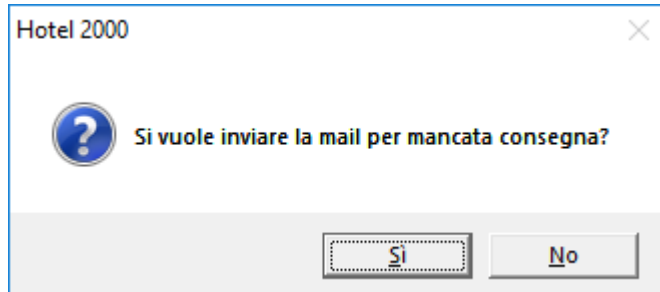 Hotel 2000
Si vuole inviare la mail per mancata consegna?
Sì
No